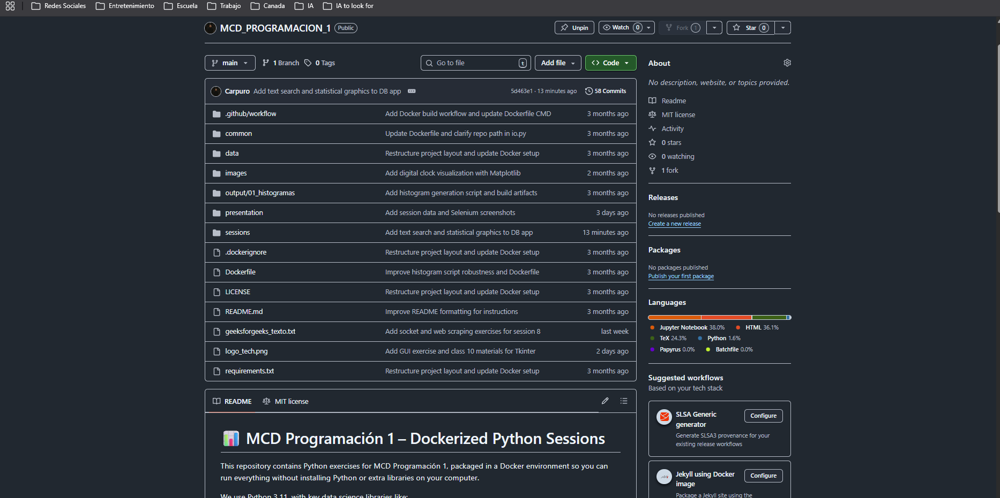 Redes Sociales Entretenimiento Escuela Trabajo Canada IA IA to look for
MCD_PROGRAMACION_1 Public Unpin Watch 0 Fork 1 Star 0
main 1 Branch 0 Tags Go to file t Add file Code
Carpuro Add text search and statistical graphics to DB app 5d463e1 · 13 minutes ago 58 Commits
.github/workflow Add Docker build workflow and update Dockerfile CMD 3 months ago
common Update Dockerfile and clarify repo path in io.py 3 months ago
data Restructure project layout and update Docker setup 3 months ago
images Add digital clock visualization with Matplotlib 2 months ago
output/01_histogramas Add histogram generation script and build artifacts 3 months ago
presentation Add session data and Selenium screenshots 3 days ago
sessions Add text search and statistical graphics to DB app 13 minutes ago
.dockerignore Restructure project layout and update Docker setup 3 months ago
Dockerfile Improve histogram script robustness and Dockerfile 3 months ago
LICENSE Restructure project layout and update Docker setup 3 months ago
README.md Improve README formatting for instructions 3 months ago
geeksforgeeks_texto.txt Add socket and web scraping exercises for session 8 last week
logo_tech.png Add GUI exercise and class 10 materials for Tkinter 2 days ago
requirements.txt Restructure project layout and update Docker setup 3 months ago
README MIT license
MCD Programación 1 – Dockerized Python Sessions
This repository contains Python exercises for MCD Programación 1, packaged in a Docker environment so you can
run everything without installing Python or extra libraries on your computer.
We use Python 3.11, with key data science libraries like:
About
No description, website, or topics provided.
Readme
MIT license
Activity
0 stars
0 watching
1 fork
Releases
No releases published
Create a new release
Packages
No packages published
Publish your first package
Languages
Jupyter Notebook 38.0% HTML 36.1%
TeX 24.3% Python 1.6%
Papyrus 0.0% Batchfile 0.0%
Suggested workflows
Based on your tech stack
SLSA Generic
generator
Configure
Generate SLSA3 provenance for your
existing release workflows
Jekyll using Docker
image
Configure
Package a Jekyll site using the